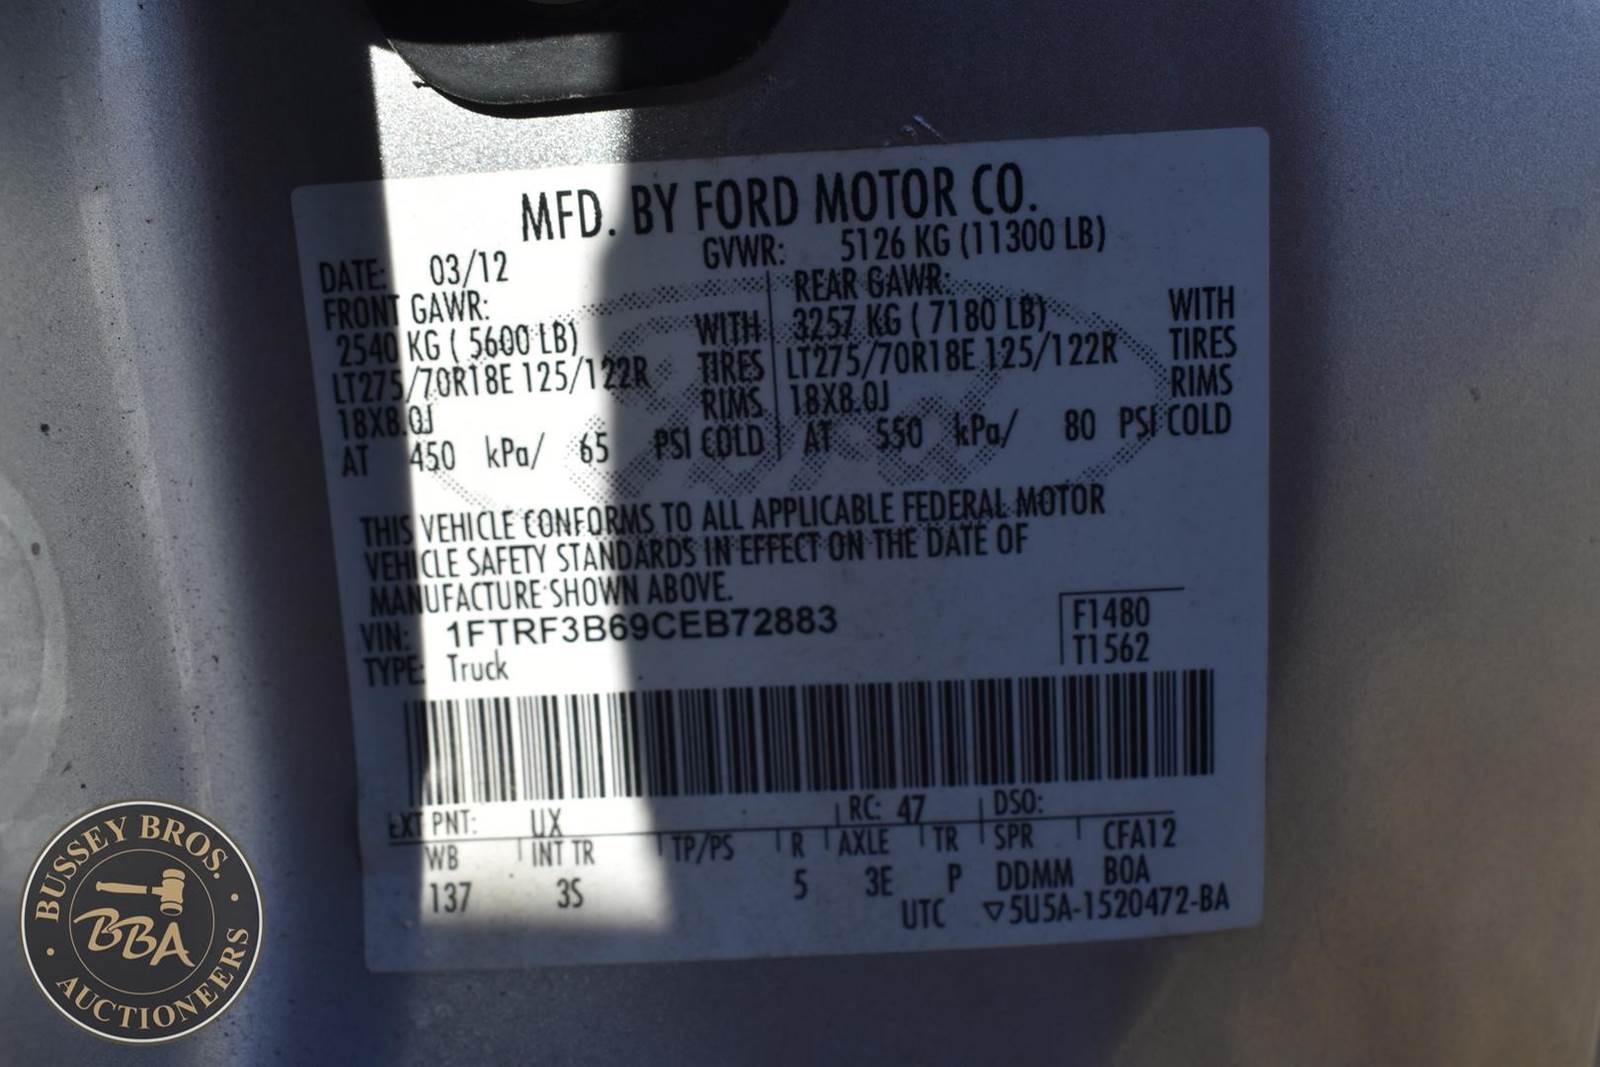 MFD. BY FORD MOTOR CO.
DATE: 03/12 GVWR: 5126 KG (11300 LB)
FRONT GAWR: REAR GAWR:
2540 KG ( 5600 LB) WITH 3257 KG ( 7180 LB) WITH
LT275/70R18E 125/122R TIRES LT275/70R18E 125/122R TIRES
18X8.0J RIMS 18X8.0J RIMS
AT 450 kPa/ 65 PSI COLD AT 550 kPa/ 80 PSI COLD
THIS VEHICLE CONFORMS TO ALL APPLICABLE FEDERAL MOTOR
VEHICLE SAFETY STANDARDS IN EFFECT ON THE DATE OF
MANUFACTURE SHOWN ABOVE.
VIN: 1FTRF3B69CEB72883 F1480
TYPE: Truck T1562
EXT PNT: UX RC: 47 DSO:
WB INT TR TP/PS R AXLE TR SPR CFA12
137 3S 5 3E P DDMM BOA
UTC ▽5U5A-1520472-BA
BUSSEY BROS.
BBA
AUCTIONEERS